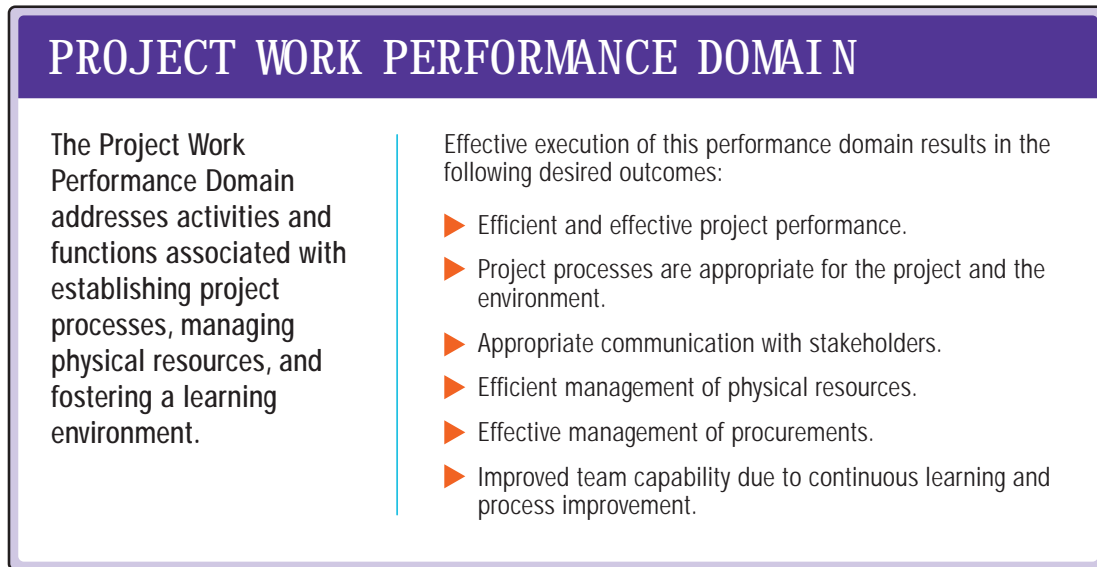 PROJECT WORK PERFORMANCE DOMAIN
The Project Work
Performance Domain
addresses activities and
functions associated with
establishing project
processes, managing
physical resources, and
fostering a learning
environment.
Effective execution of this performance domain results in the
following desired outcomes:
Efficient and effective project performance.
Project processes are appropriate for the project and the
environment.
Appropriate communication with stakeholders.
Efficient management of physical resources.
Effective management of procurements.
Improved team capability due to continuous learning and
process improvement.